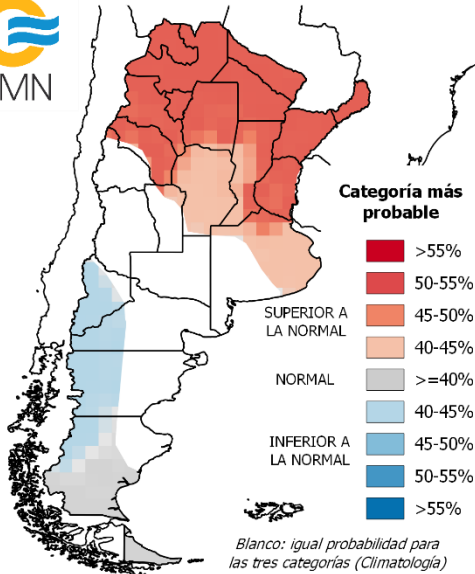 SMN
Categoría más
probable
>55%
50-55%
45-50%
SUPERIOR A
LA NORMAL
40-45%
NORMAL
>=40%
40-45%
INFERIOR A
LA NORMAL
45-50%
50-55%
>55%
Blanco: igual probabilidad para
las tres categorías (Climatología)